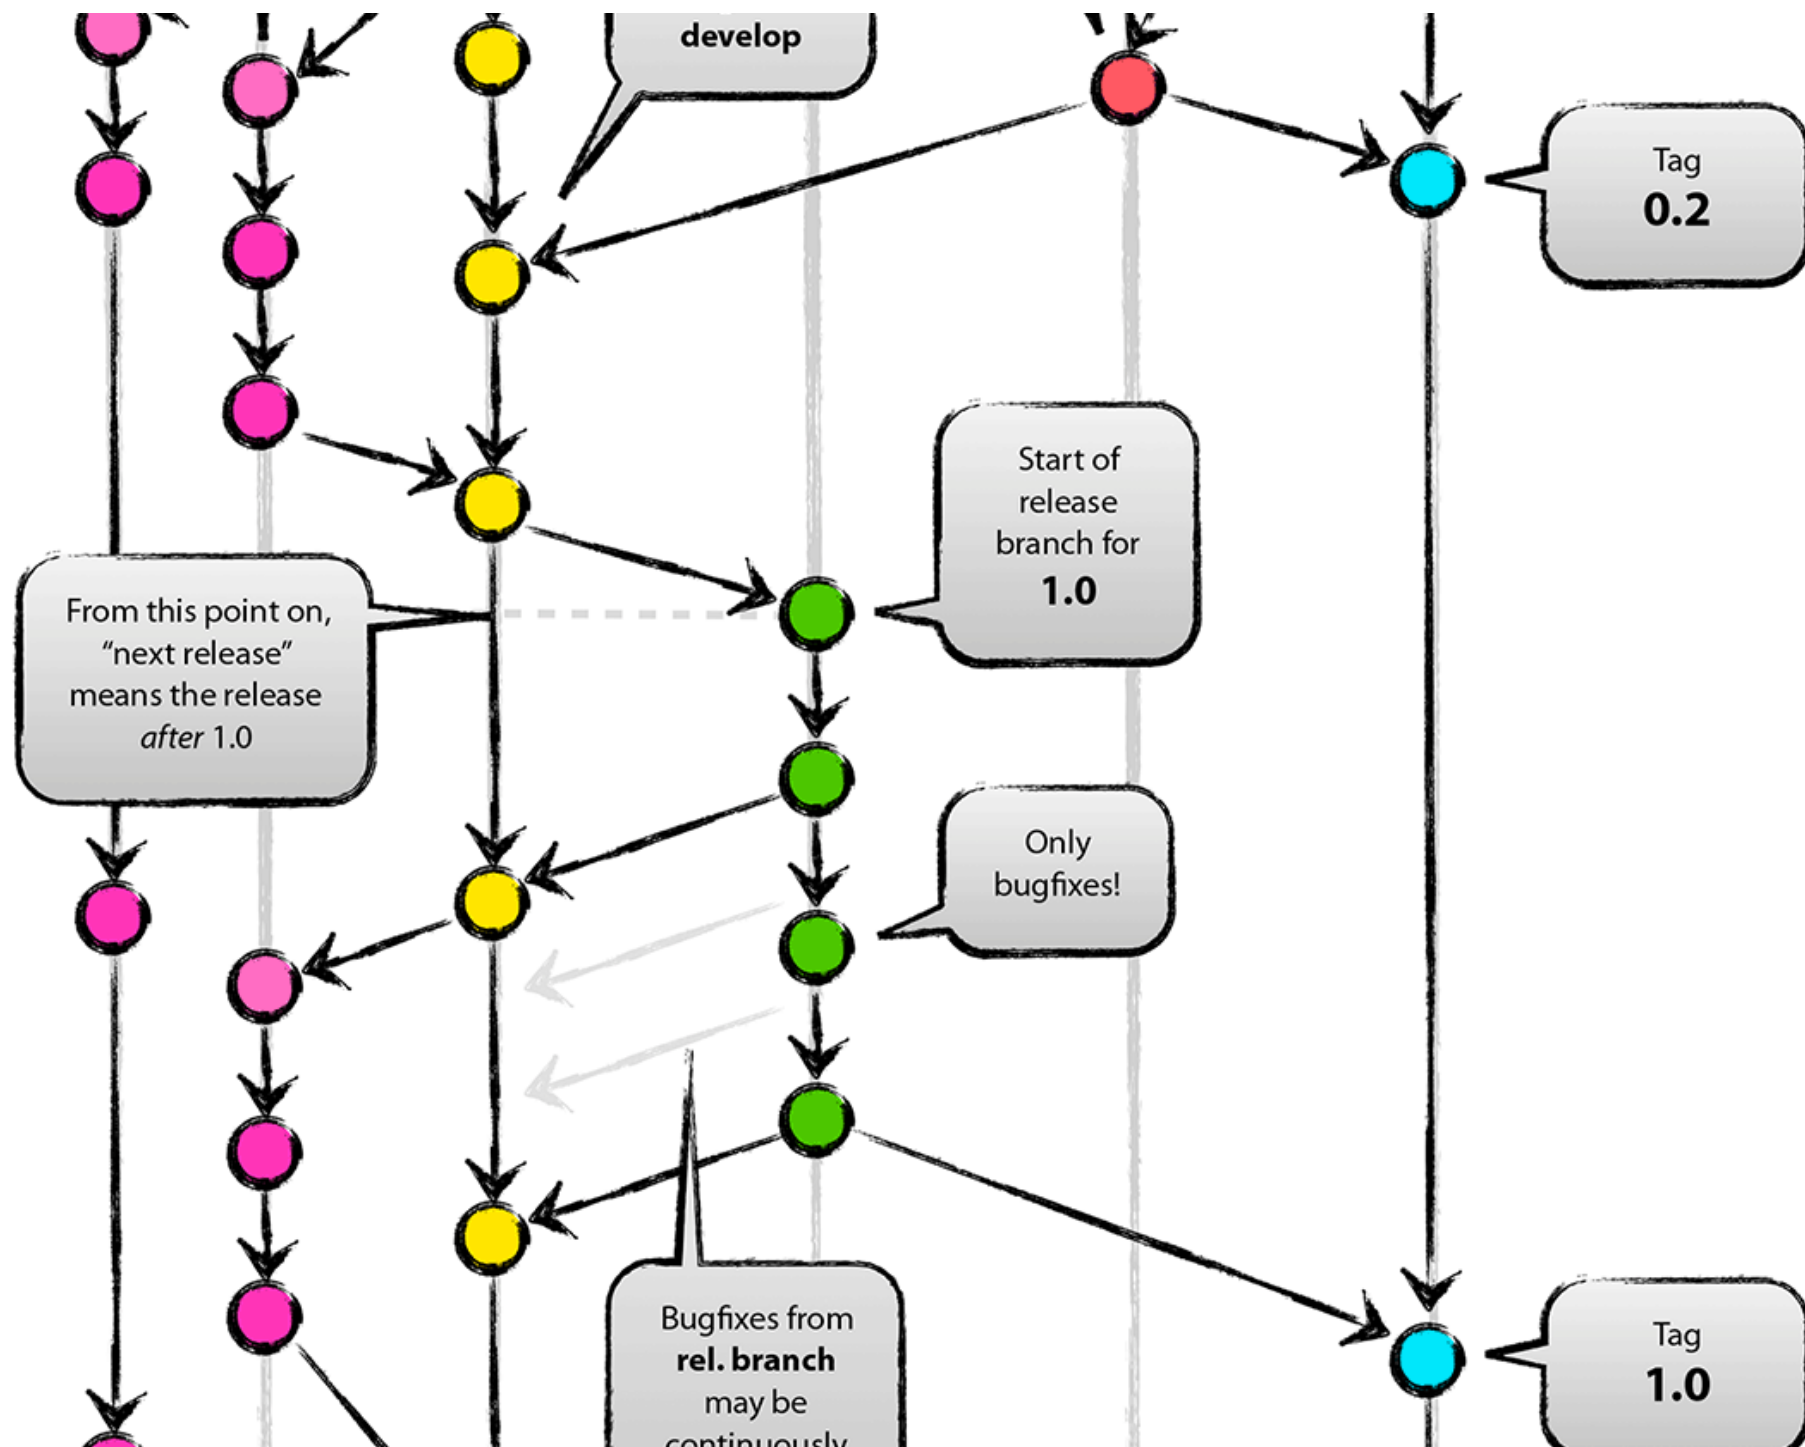 develop
Tag
0.2
Start of
release
branch for
1.0
From this point on,
“next release”
means the release
after 1.0
Only
bugfixes!
Bugfixes from
rel. branch
may be
continuously
Tag
1.0